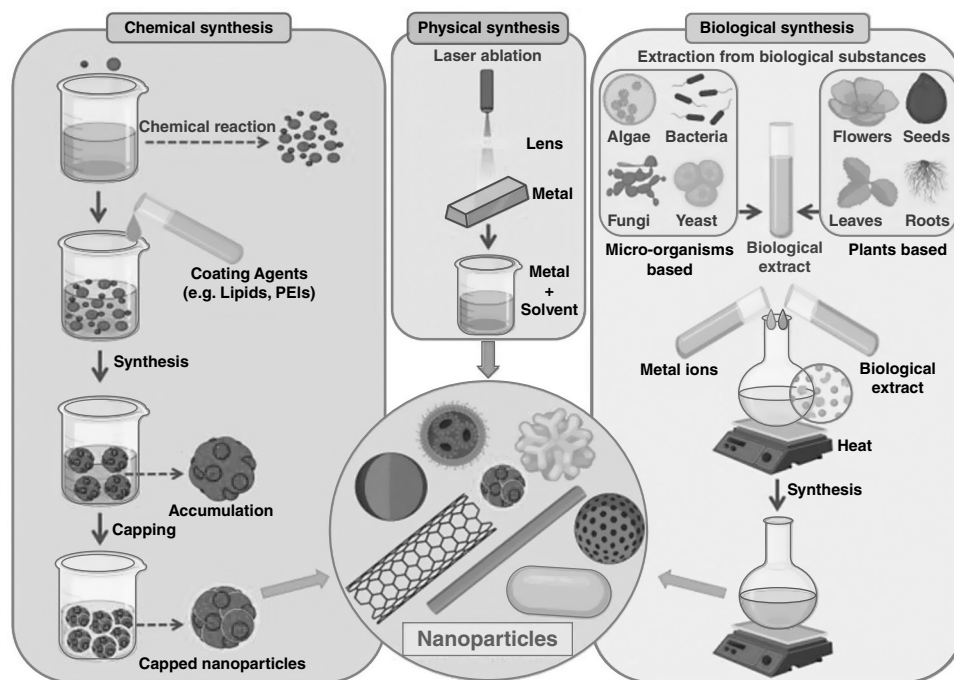 Chemical synthesis
Chemical reaction
Coating Agents
(e.g. Lipids, PEIs)
Synthesis
Accumulation
Capping
Capped nanoparticles
Physical synthesis
Laser ablation
Lens
Metal
Metal
+
Solvent
Nanoparticles
Biological synthesis
Extraction from biological substances
Algae
Bacteria
Fungi
Yeast
Micro-organisms
based
Biological
extract
Flowers
Seeds
Leaves
Roots
Plants based
Metal ions
Biological
extract
Heat
Synthesis